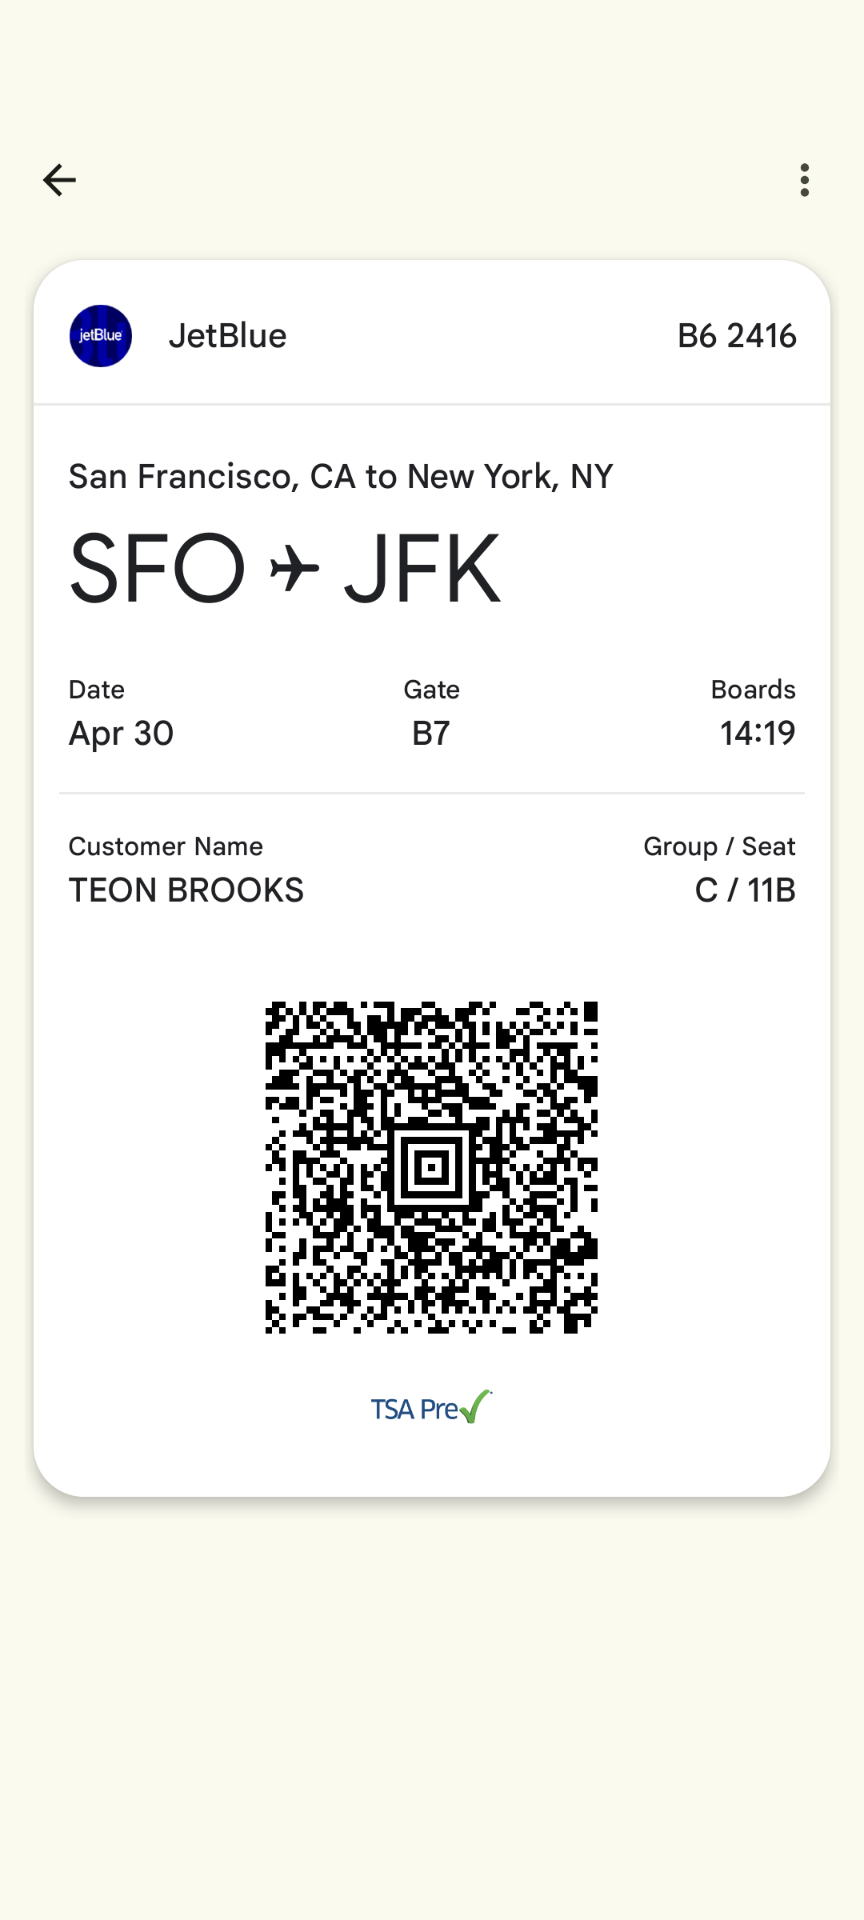 jetBlue
JetBlue
B6 2416
San Francisco, CA to New York, NY
SFO ✈ JFK
Date
Gate
Boards
Apr 30
B7
14:19
Customer Name
Group / Seat
TEON BROOKS
C / 11B
TSA Pre✓